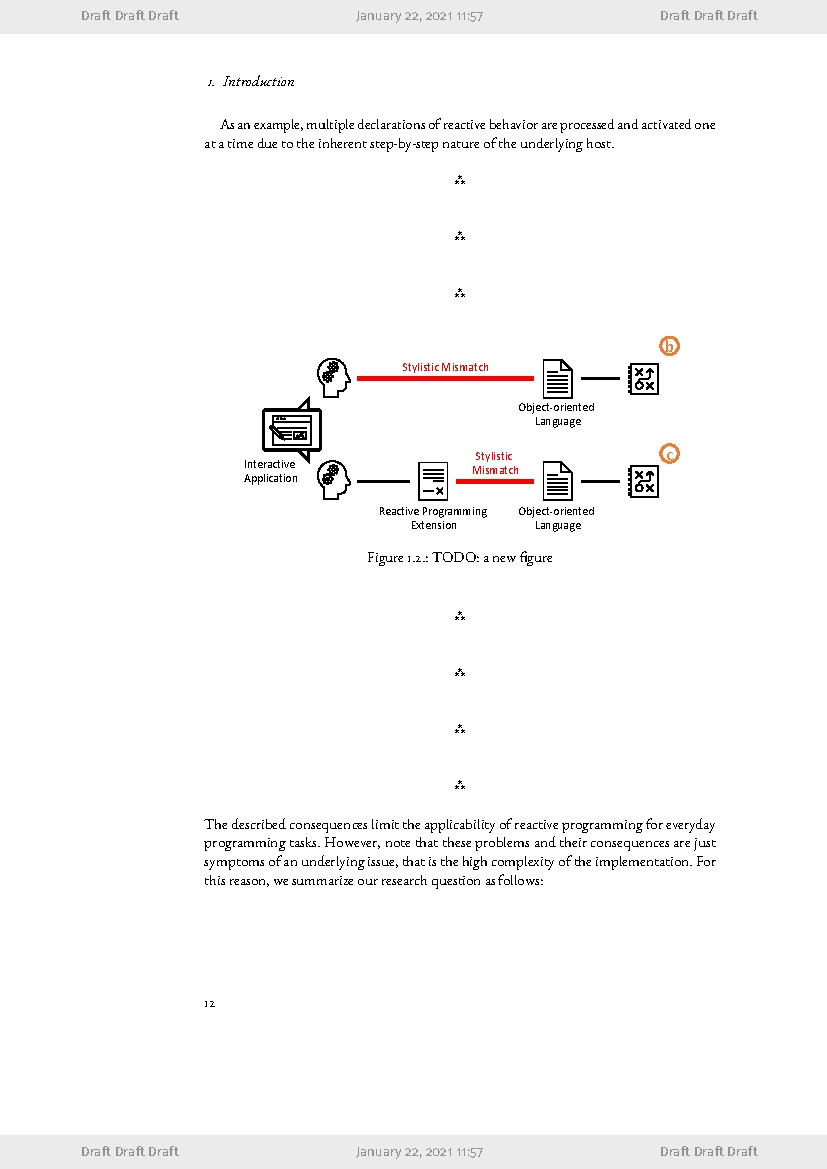 Draft Draft Draft January 22, 2021 11:57 Draft Draft Draft
1. Introduction
As an example, multiple declarations of reactive behavior are processed and activated one
at a time due to the inherent step-by-step nature of the underlying host.
⁂
⁂
⁂
b
Stylistic Mismatch
Object-oriented
Language
c
Stylistic
Mismatch
Interactive
Application
Reactive Programming
Extension
Object-oriented
Language
Figure 1.2.: TODO: a new figure
⁂
⁂
⁂
⁂
The described consequences limit the applicability of reactive programming for everyday
programming tasks. However, note that these problems and their consequences are just
symptoms of an underlying issue, that is the high complexity of the implementation. For
this reason, we summarize our research question as follows:
12
Draft Draft Draft January 22, 2021 11:57 Draft Draft Draft